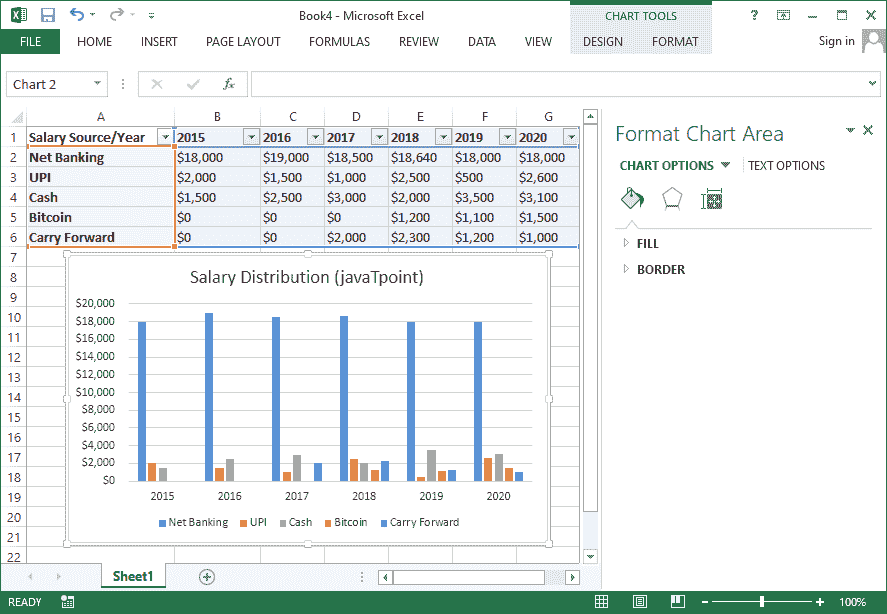 Book4 - Microsoft Excel
CHART TOOLS
?
FILE HOME INSERT PAGE LAYOUT FORMULAS REVIEW DATA VIEW DESIGN FORMAT Sign in
Chart 2 fx
A B C D E F G
1 Salary Source/Year 2015 2016 2017 2018 2019 2020
2 Net Banking $18,000 $19,000 $18,500 $18,640 $18,000 $18,000
3 UPI $2,000 $1,500 $1,000 $2,500 $500 $2,600
4 Cash $1,500 $2,500 $3,000 $2,000 $3,500 $3,100
5 Bitcoin $0 $0 $0 $1,200 $1,100 $1,500
6 Carry Forward $0 $0 $2,000 $2,300 $1,200 $1,000
7
8
9
10
11
12
13
14
15
16
17
18
19
20
21
22
Salary Distribution (javaTpoint)
$20,000
$18,000
$16,000
$14,000
$12,000
$10,000
$8,000
$6,000
$4,000
$2,000
$0
2015 2016 2017 2018 2019 2020
Net Banking UPI Cash Bitcoin Carry Forward
Format Chart Area
CHART OPTIONS TEXT OPTIONS
FILL
BORDER
Sheet1
READY 100%